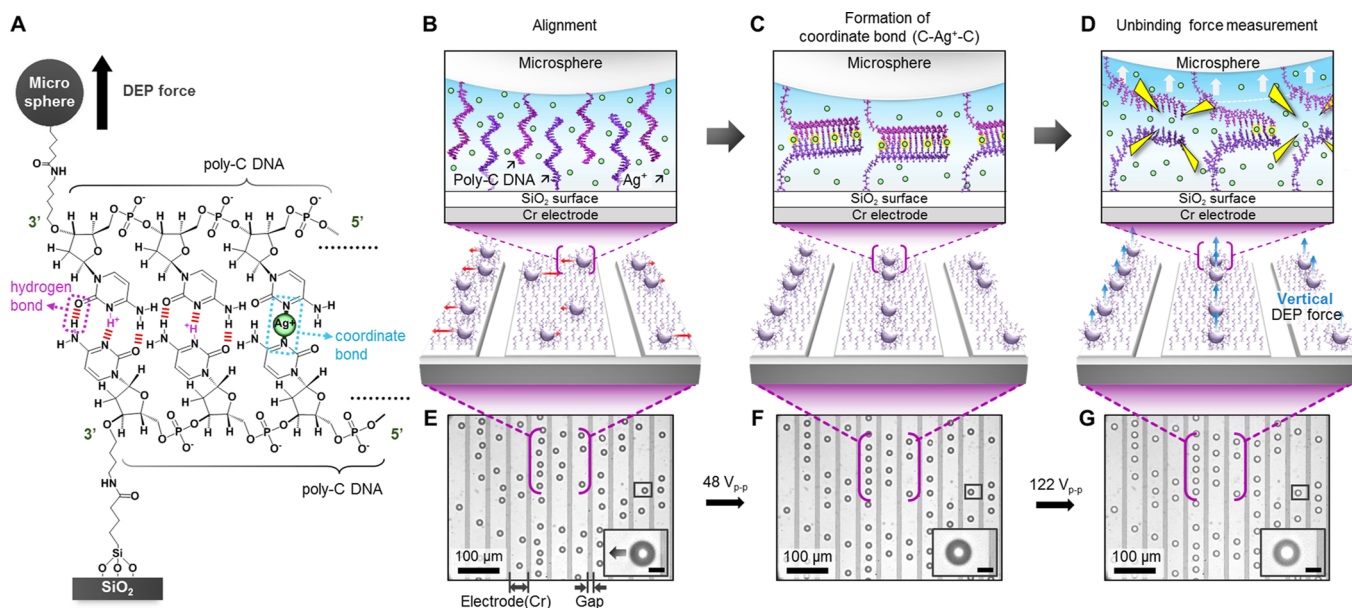 A
Micro
sphere
DEP force
O
NH
poly-C DNA
3’
5’
O
O
P
O
O⁻
O
O
O
P
O
O⁻
O
O
O
P
O
O⁻
O
H H
H H
H H
hydrogen
bond
N
O
N
N-H
H
H⁺
H
N
O
N
N-H
H
⁺H
H
N
O
N
N-H
H
Ag+
coordinate
bond
H-N
N
O
N
H-N
N
O
N
H-N
N
O
N
H
O
H
3’
5’
O
O
P
O
O⁻
O
O
O
P
O
O⁻
O
O
O
P
O
O⁻
poly-C DNA
NH
O
Si
O O O
SiO₂
B
Alignment
Microsphere
Poly-C DNA
Ag⁺
SiO₂ surface
Cr electrode
C
Formation of
coordinate bond (C-Ag⁺-C)
Microsphere
SiO₂ surface
Cr electrode
D
Unbinding force measurement
Microsphere
SiO₂ surface
Cr electrode
Vertical
DEP force
E
100 μm
Electrode(Cr)
Gap
48 Vₚ₋ₚ
F
100 μm
122 Vₚ₋ₚ
G
100 μm